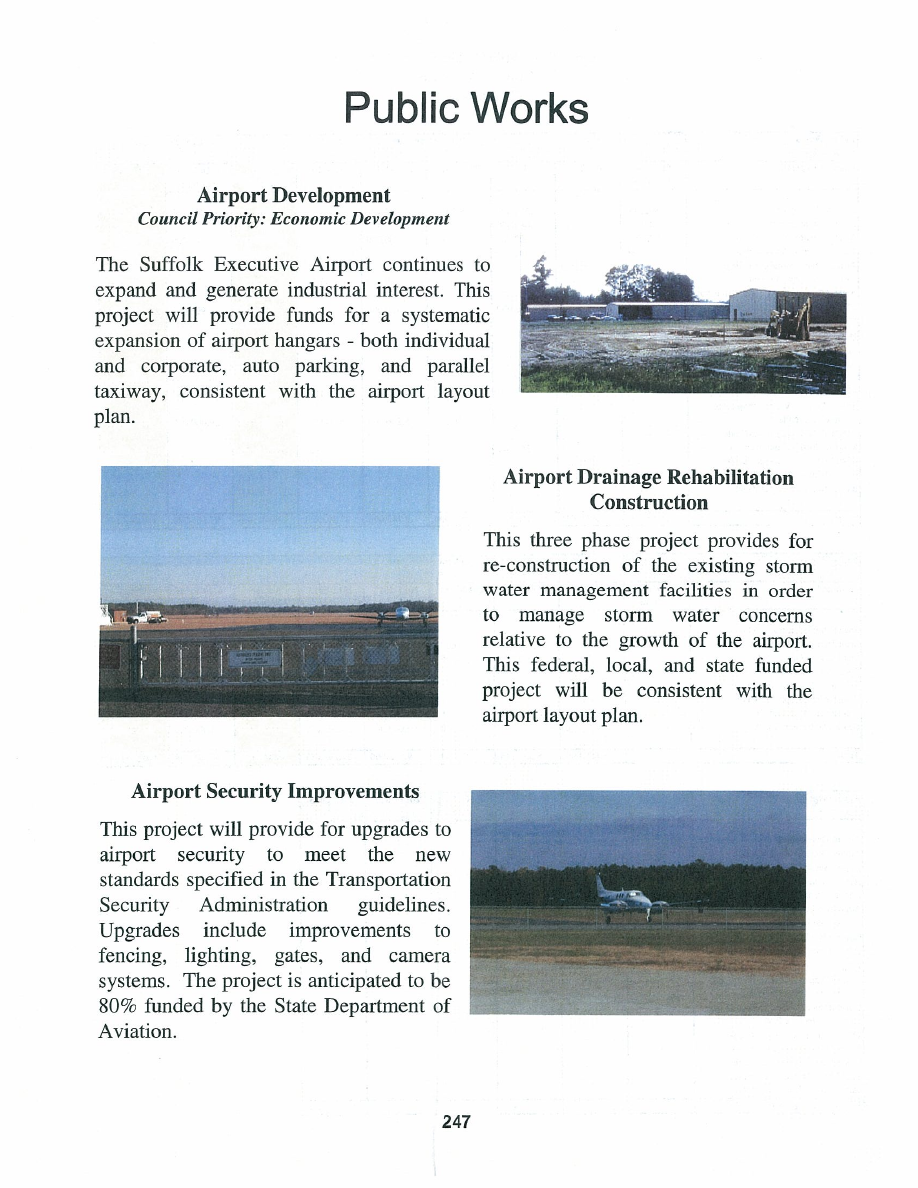 Public Works
Airport Development
Council Priority: Economic Development
The Suffolk Executive Airport continues to
expand and generate industrial interest. This
project will provide funds for a systematic
expansion of airport hangars - both individual
and corporate, auto parking, and parallel
taxiway, consistent with the airport layout
plan.
Airport Drainage Rehabilitation
Construction
This three phase project provides for
re-construction of the existing storm
water management facilities in order
to manage storm water concerns
relative to the growth of the airport.
This federal, local, and state funded
project will be consistent with the
airport layout plan.
Airport Security Improvements
This project will provide for upgrades to
airport security to meet the new
standards specified in the Transportation
Security Administration guidelines.
Upgrades include improvements to
fencing, lighting, gates, and camera
systems. The project is anticipated to be
80% funded by the State Department of
Aviation.
247